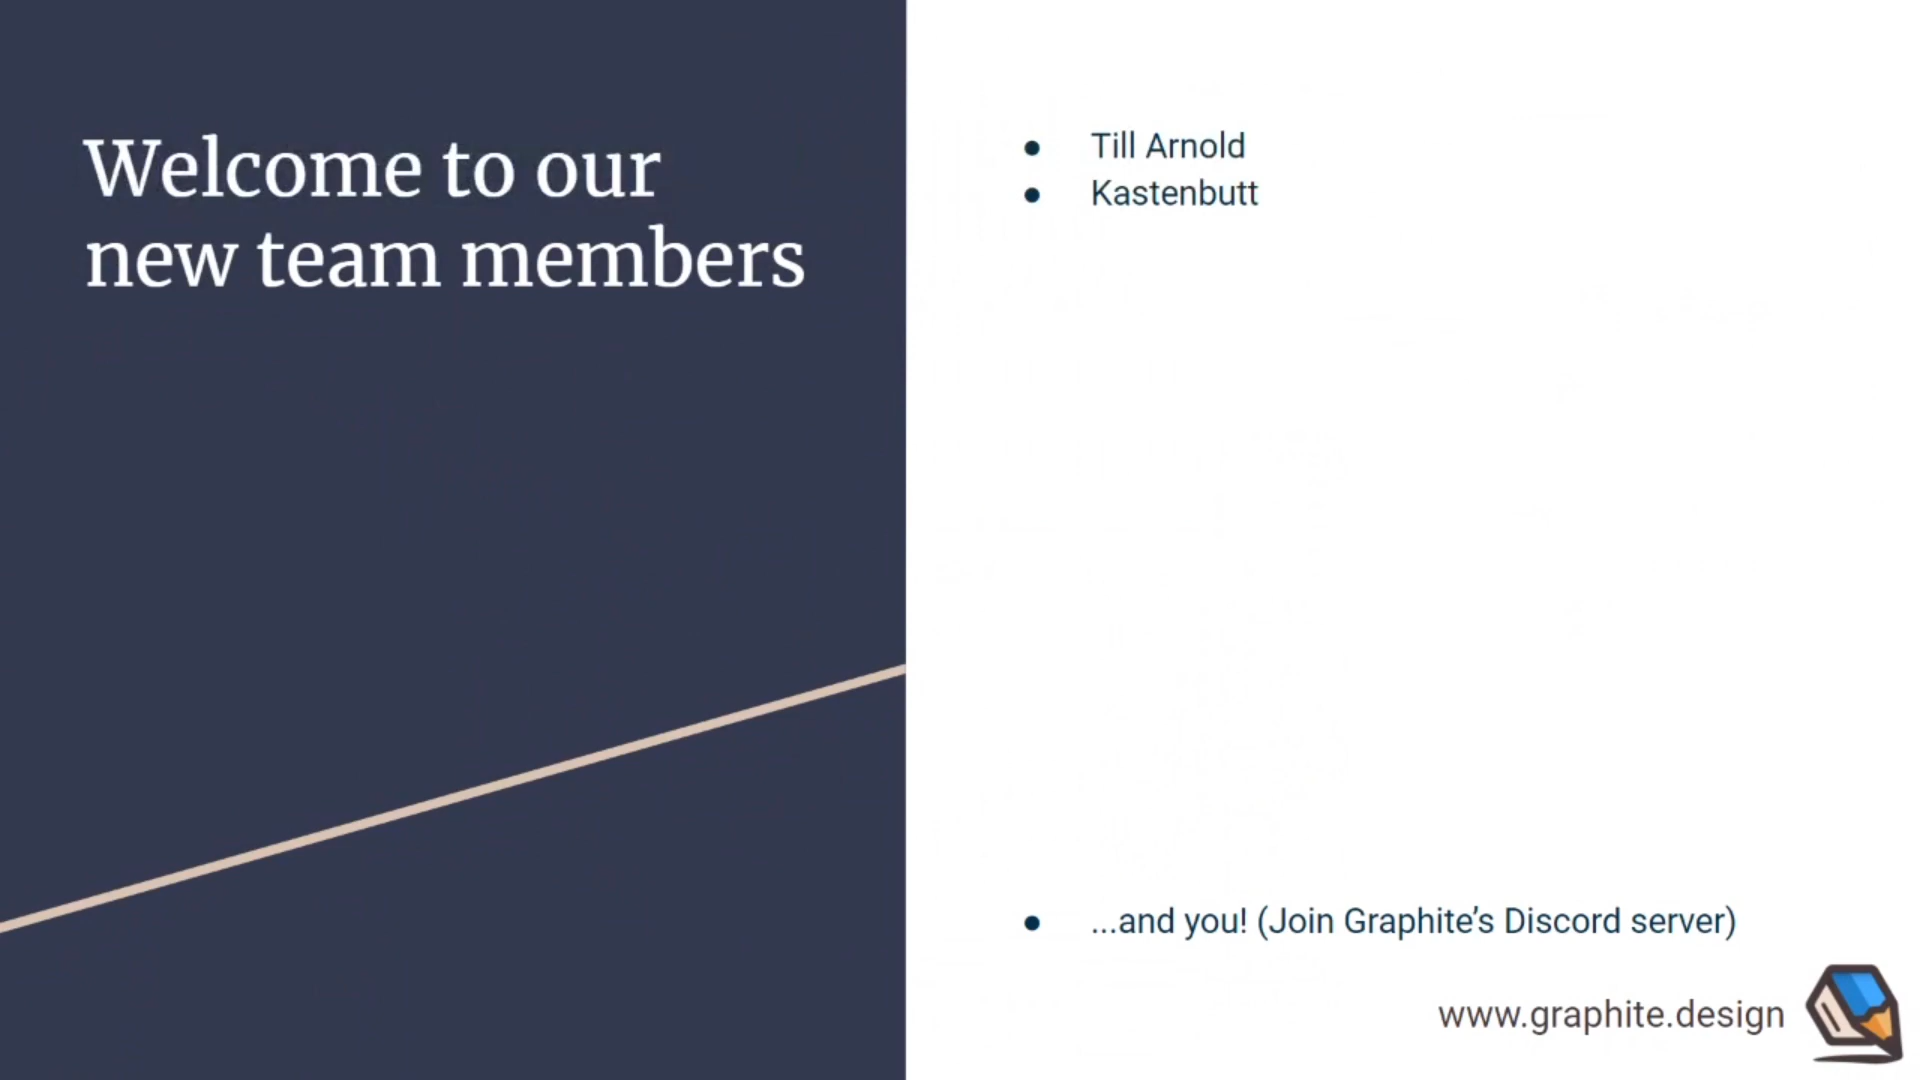 Welcome to our
new team members
● Till Arnold
● Kastenbutt
● ...and you! (Join Graphite’s Discord server)
www.graphite.design